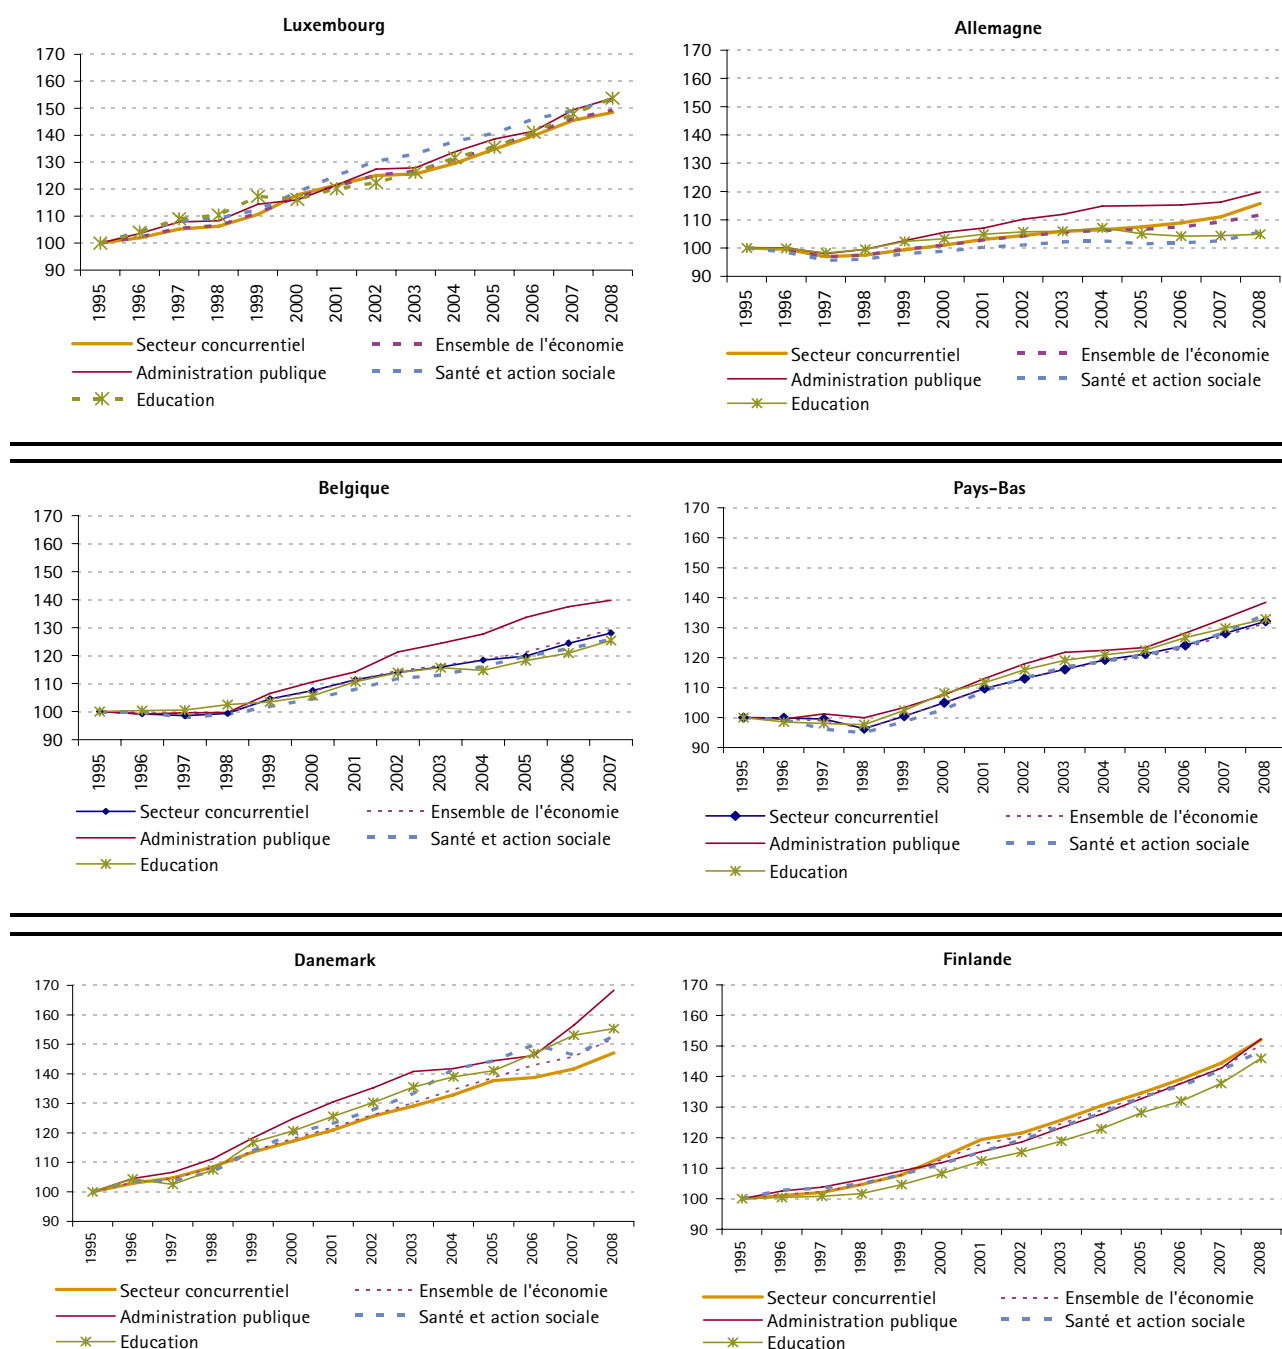 Luxembourg
170
160
150
140
130
120
110
100
90
1995 1996 1997 1998 1999 2000 2001 2002 2003 2004 2005 2006 2007 2008
Secteur concurrentiel Ensemble de l'économie
Administration publique Santé et action sociale
Education
Allemagne
170
160
150
140
130
120
110
100
90
1995 1996 1997 1998 1999 2000 2001 2002 2003 2004 2005 2006 2007 2008
Secteur concurrentiel Ensemble de l'économie
Administration publique Santé et action sociale
Education
Belgique
170
160
150
140
130
120
110
100
90
1995 1996 1997 1998 1999 2000 2001 2002 2003 2004 2005 2006 2007
Secteur concurrentiel Ensemble de l'économie
Administration publique Santé et action sociale
Education
Pays-Bas
170
160
150
140
130
120
110
100
90
1995 1996 1997 1998 1999 2000 2001 2002 2003 2004 2005 2006 2007 2008
Secteur concurrentiel Ensemble de l'économie
Administration publique Santé et action sociale
Education
Danemark
170
160
150
140
130
120
110
100
90
1995 1996 1997 1998 1999 2000 2001 2002 2003 2004 2005 2006 2007 2008
Secteur concurrentiel Ensemble de l'économie
Administration publique Santé et action sociale
Education
Finlande
170
160
150
140
130
120
110
100
90
1995 1996 1997 1998 1999 2000 2001 2002 2003 2004 2005 2006 2007 2008
Secteur concurrentiel Ensemble de l'économie
Administration publique Santé et action sociale
Education